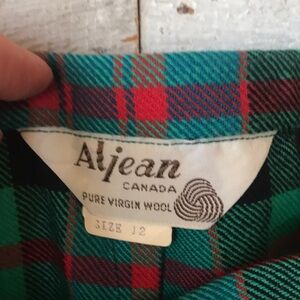 Aljean
CANADA
PURE VIRGIN WOOL
SIZE 12